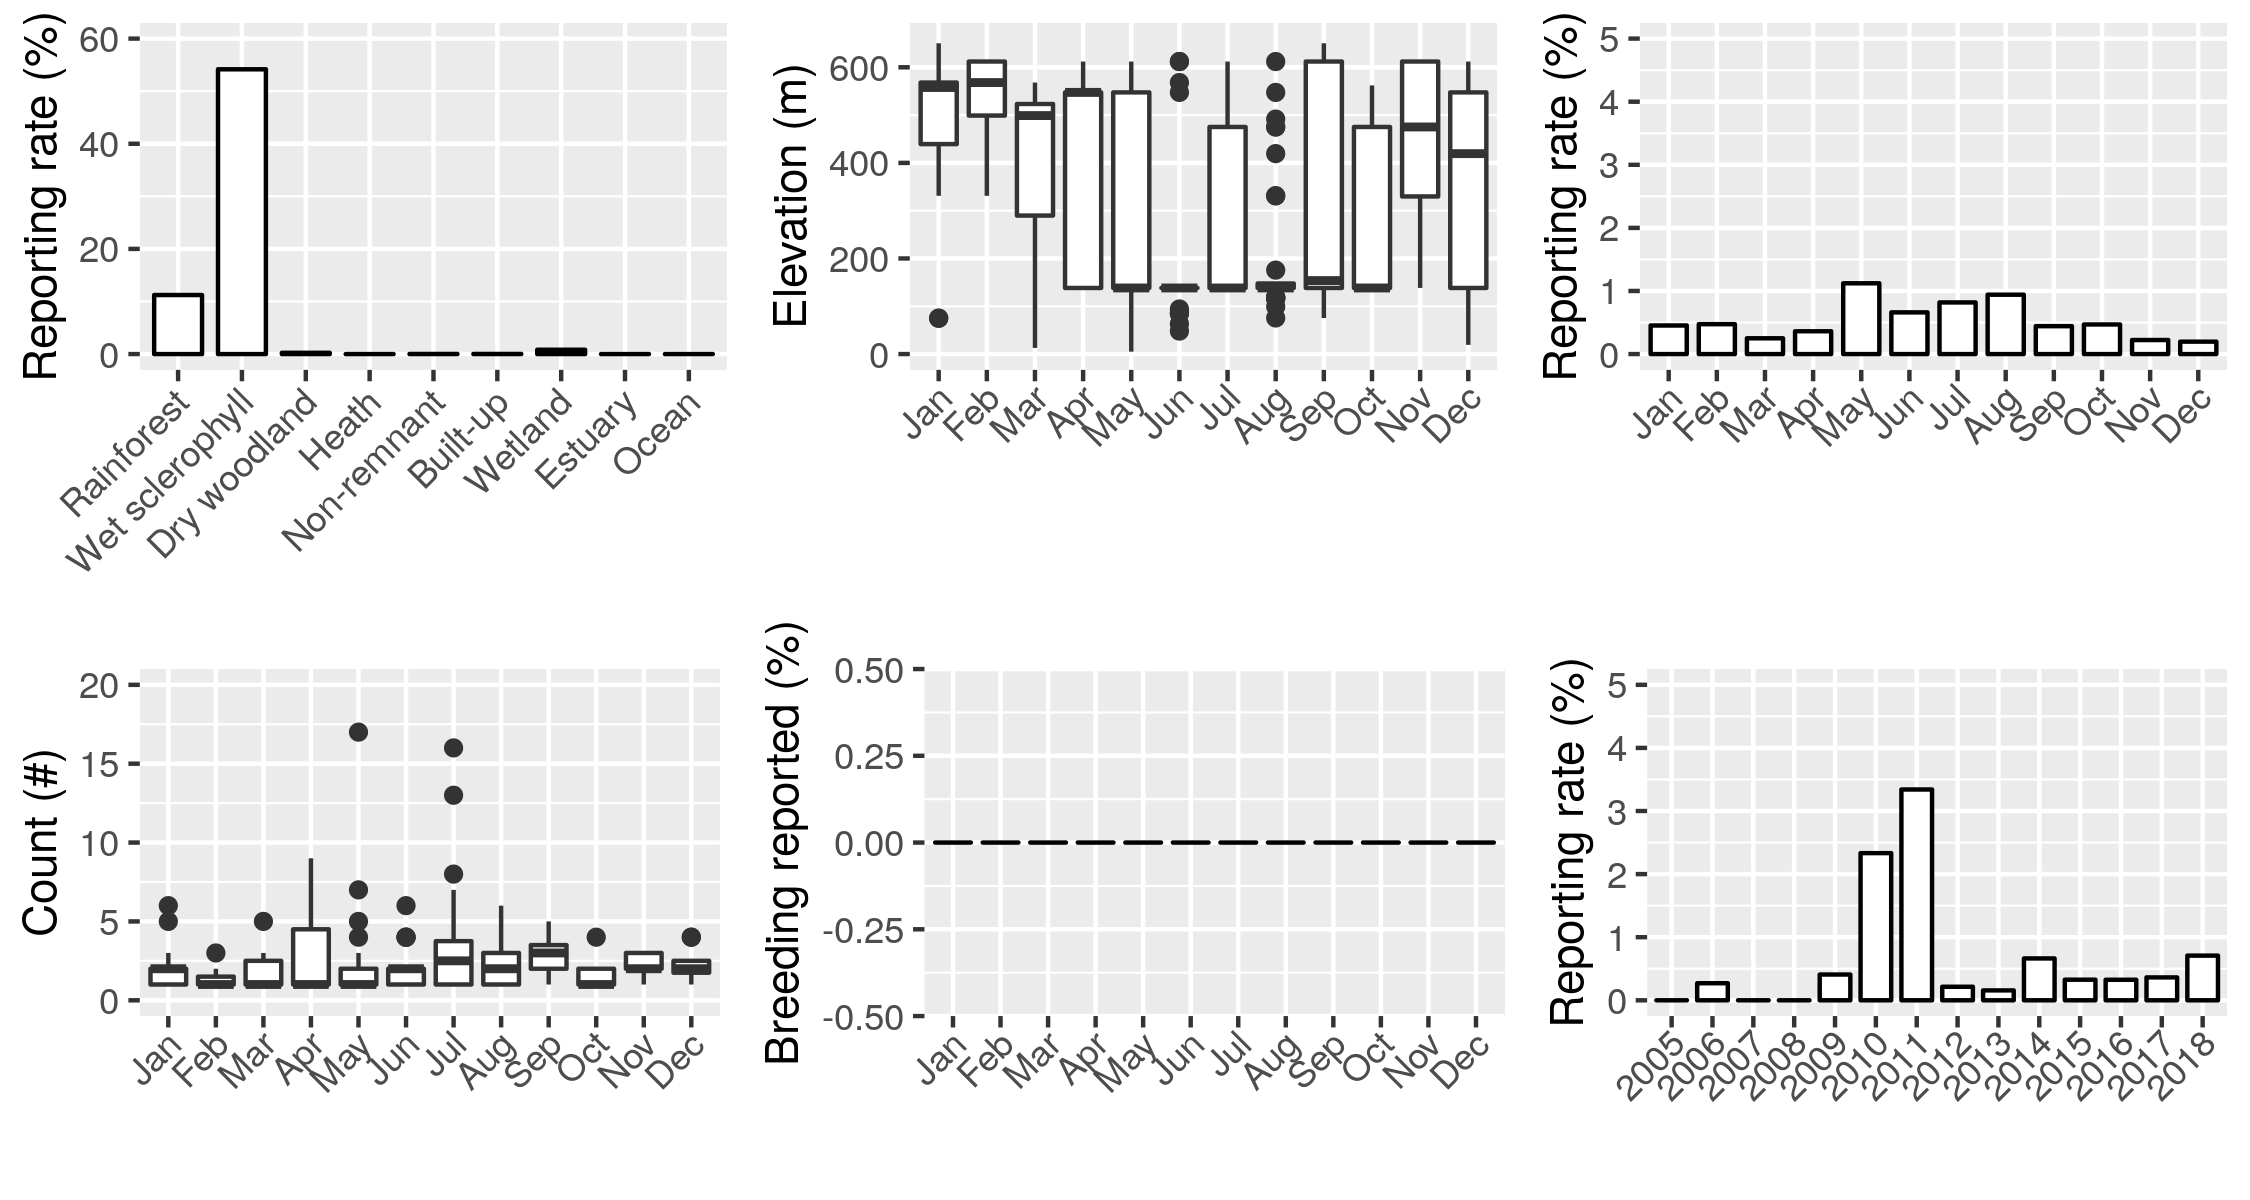 Reporting rate (%)
60
40
20
0
Rainforest
Wet sclerophyll
Dry woodland
Heath
Non-remnant
Built-up
Wetland
Estuary
Ocean
Elevation (m)
600
400
200
0
Jan
Feb
Mar
Apr
May
Jun
Jul
Aug
Sep
Oct
Nov
Dec
Reporting rate (%)
5
4
3
2
1
0
Jan
Feb
Mar
Apr
May
Jun
Jul
Aug
Sep
Oct
Nov
Dec
Count (#)
20
15
10
5
0
Jan
Feb
Mar
Apr
May
Jun
Jul
Aug
Sep
Oct
Nov
Dec
Breeding reported (%)
0.50
0.25
0.00
-0.25
-0.50
Jan
Feb
Mar
Apr
May
Jun
Jul
Aug
Sep
Oct
Nov
Dec
Reporting rate (%)
5
4
3
2
1
0
2005
2006
2007
2008
2009
2010
2011
2012
2013
2014
2015
2016
2017
2018